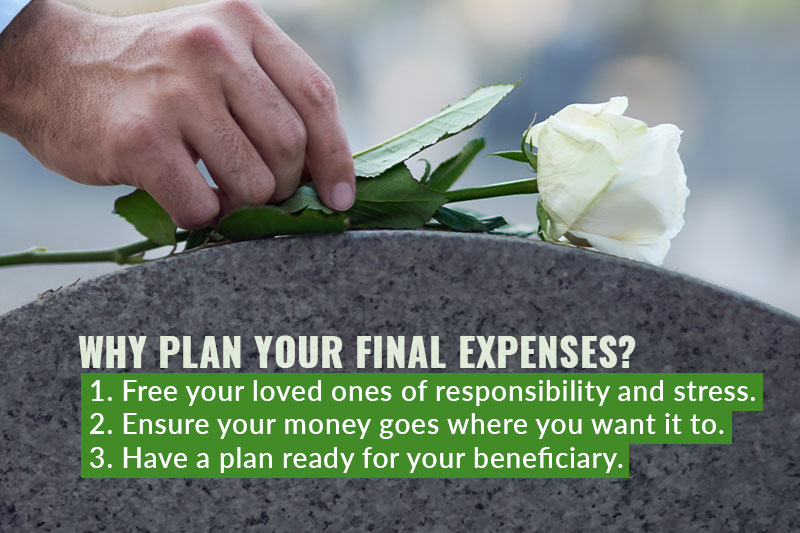 WHY PLAN YOUR FINAL EXPENSES?
1. Free your loved ones of responsibility and stress.
2. Ensure your money goes where you want it to.
3. Have a plan ready for your beneficiary.